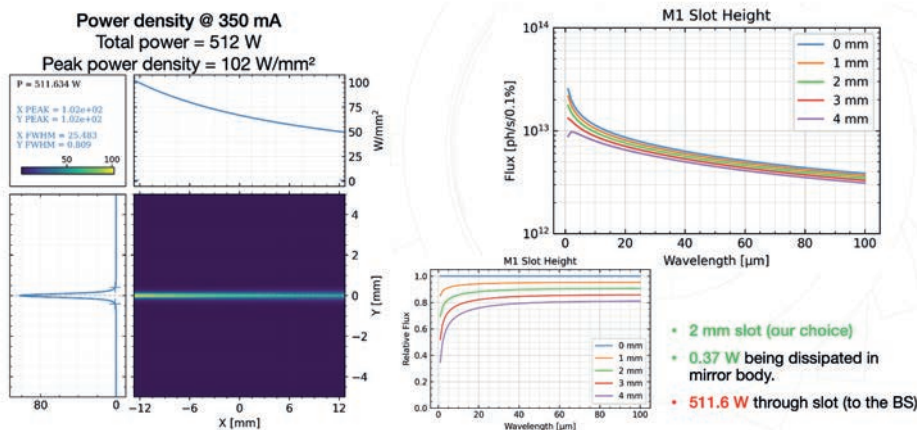 Power density @ 350 mA
Total power = 512 W
Peak power density = 102 W/mm²
P = 511.634 W
X PEAK = 1.02e+02
Y PEAK = 1.02e+02
X FWHM = 25.483
Y FWHM = 0.809
50 100
100
75
50
25
0
W/mm²
4
2
0
−2
−4
Y [mm]
80 0
−12 −6 0 6 12
X [mm]
M1 Slot Height
10¹⁴
10¹³
10¹²
Flux [ph/s/0.1%]
0 mm
1 mm
2 mm
3 mm
4 mm
0 20 40 60 80 100
Wavelength [μm]
M1 Slot Height
1.0
0.8
0.6
0.4
0.2
0.0
Relative Flux
0 mm
1 mm
2 mm
3 mm
4 mm
0 20 40 60 80 100
Wavelength [μm]
• 2 mm slot (our choice)
• 0.37 W being dissipated in
mirror body.
• 511.6 W through slot (to the BS)